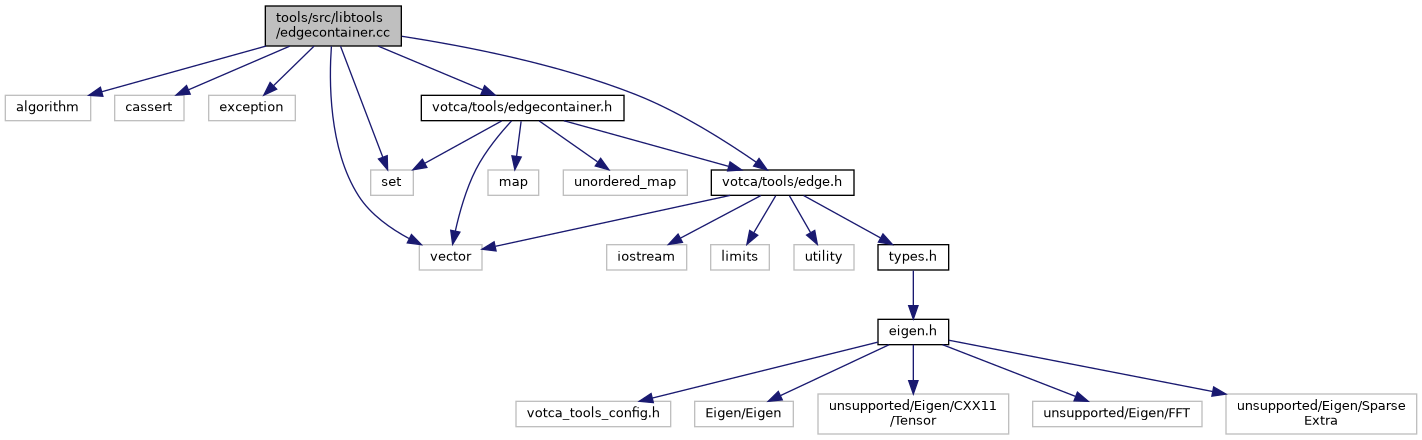 tools/src/libtools
/edgecontainer.cc
algorithm
cassert
exception
votca/tools/edgecontainer.h
set
map
unordered_map
votca/tools/edge.h
vector
iostream
limits
utility
types.h
eigen.h
votca_tools_config.h
Eigen/Eigen
unsupported/Eigen/CXX11
/Tensor
unsupported/Eigen/FFT
unsupported/Eigen/Sparse
Extra